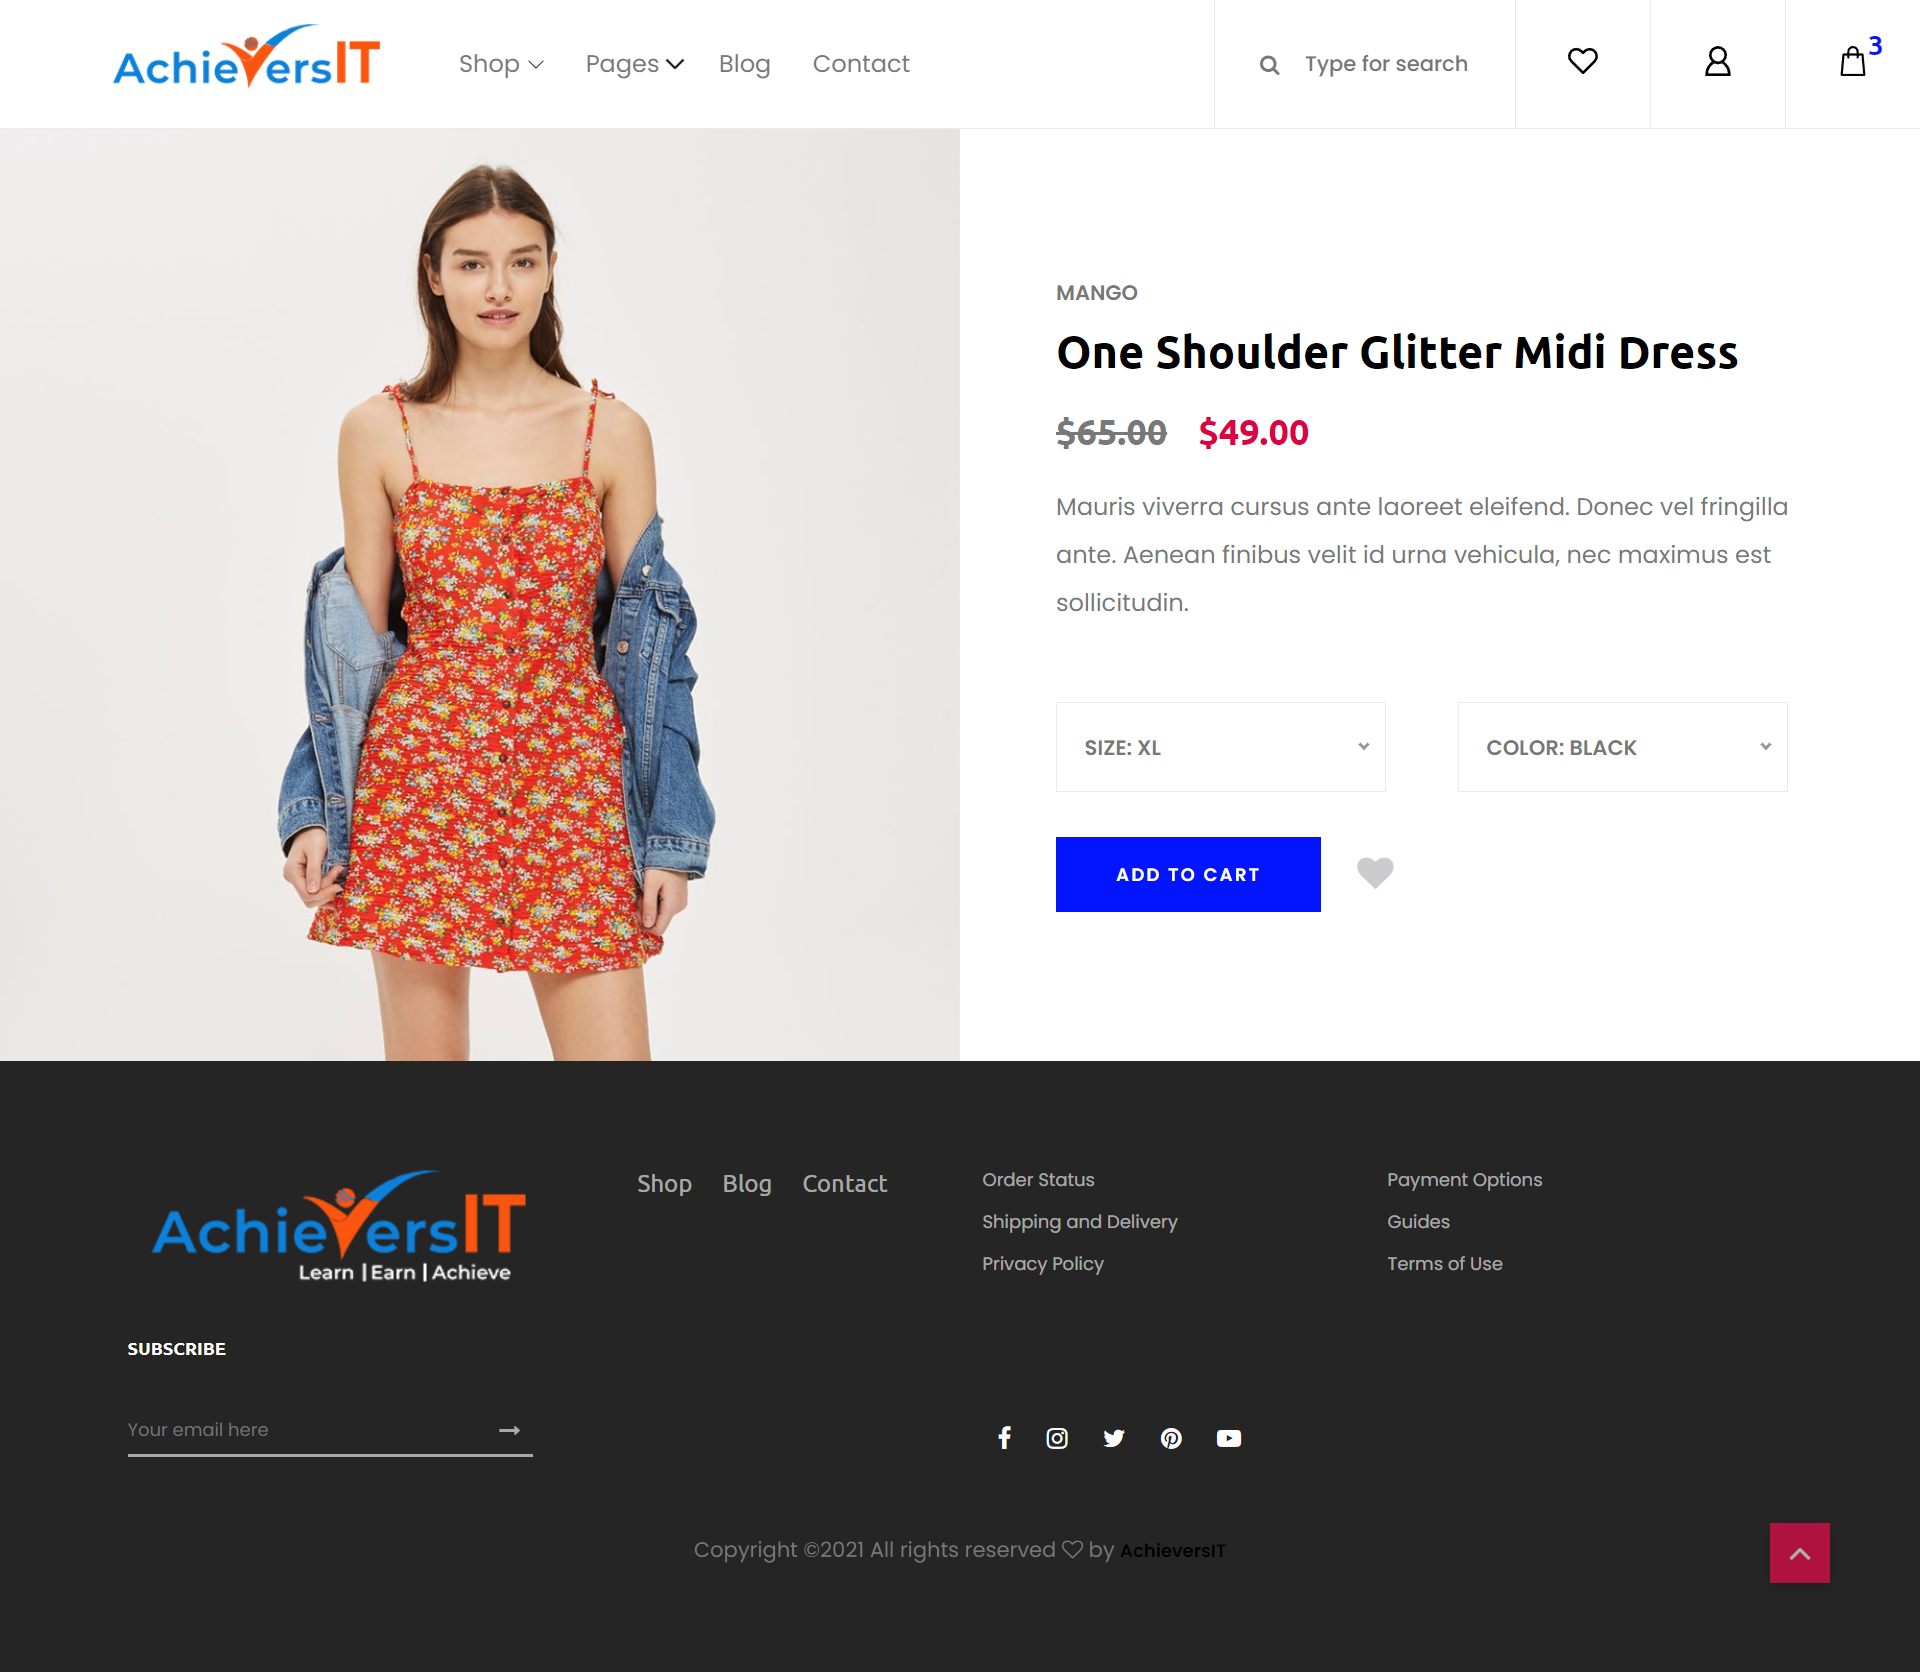 AchieversIT
Shop Pages Blog Contact
Type for search
3
MANGO
One Shoulder Glitter Midi Dress
$65.00 $49.00
Mauris viverra cursus ante laoreet eleifend. Donec vel fringilla
ante. Aenean finibus velit id urna vehicula, nec maximus est
sollicitudin.
SIZE: XL
COLOR: BLACK
ADD TO CART
AchieversIT
Learn | Earn | Achieve
Shop Blog Contact
Order Status
Shipping and Delivery
Privacy Policy
Payment Options
Guides
Terms of Use
SUBSCRIBE
Your email here
Copyright ©2021 All rights reserved ♡ by AchieversIT